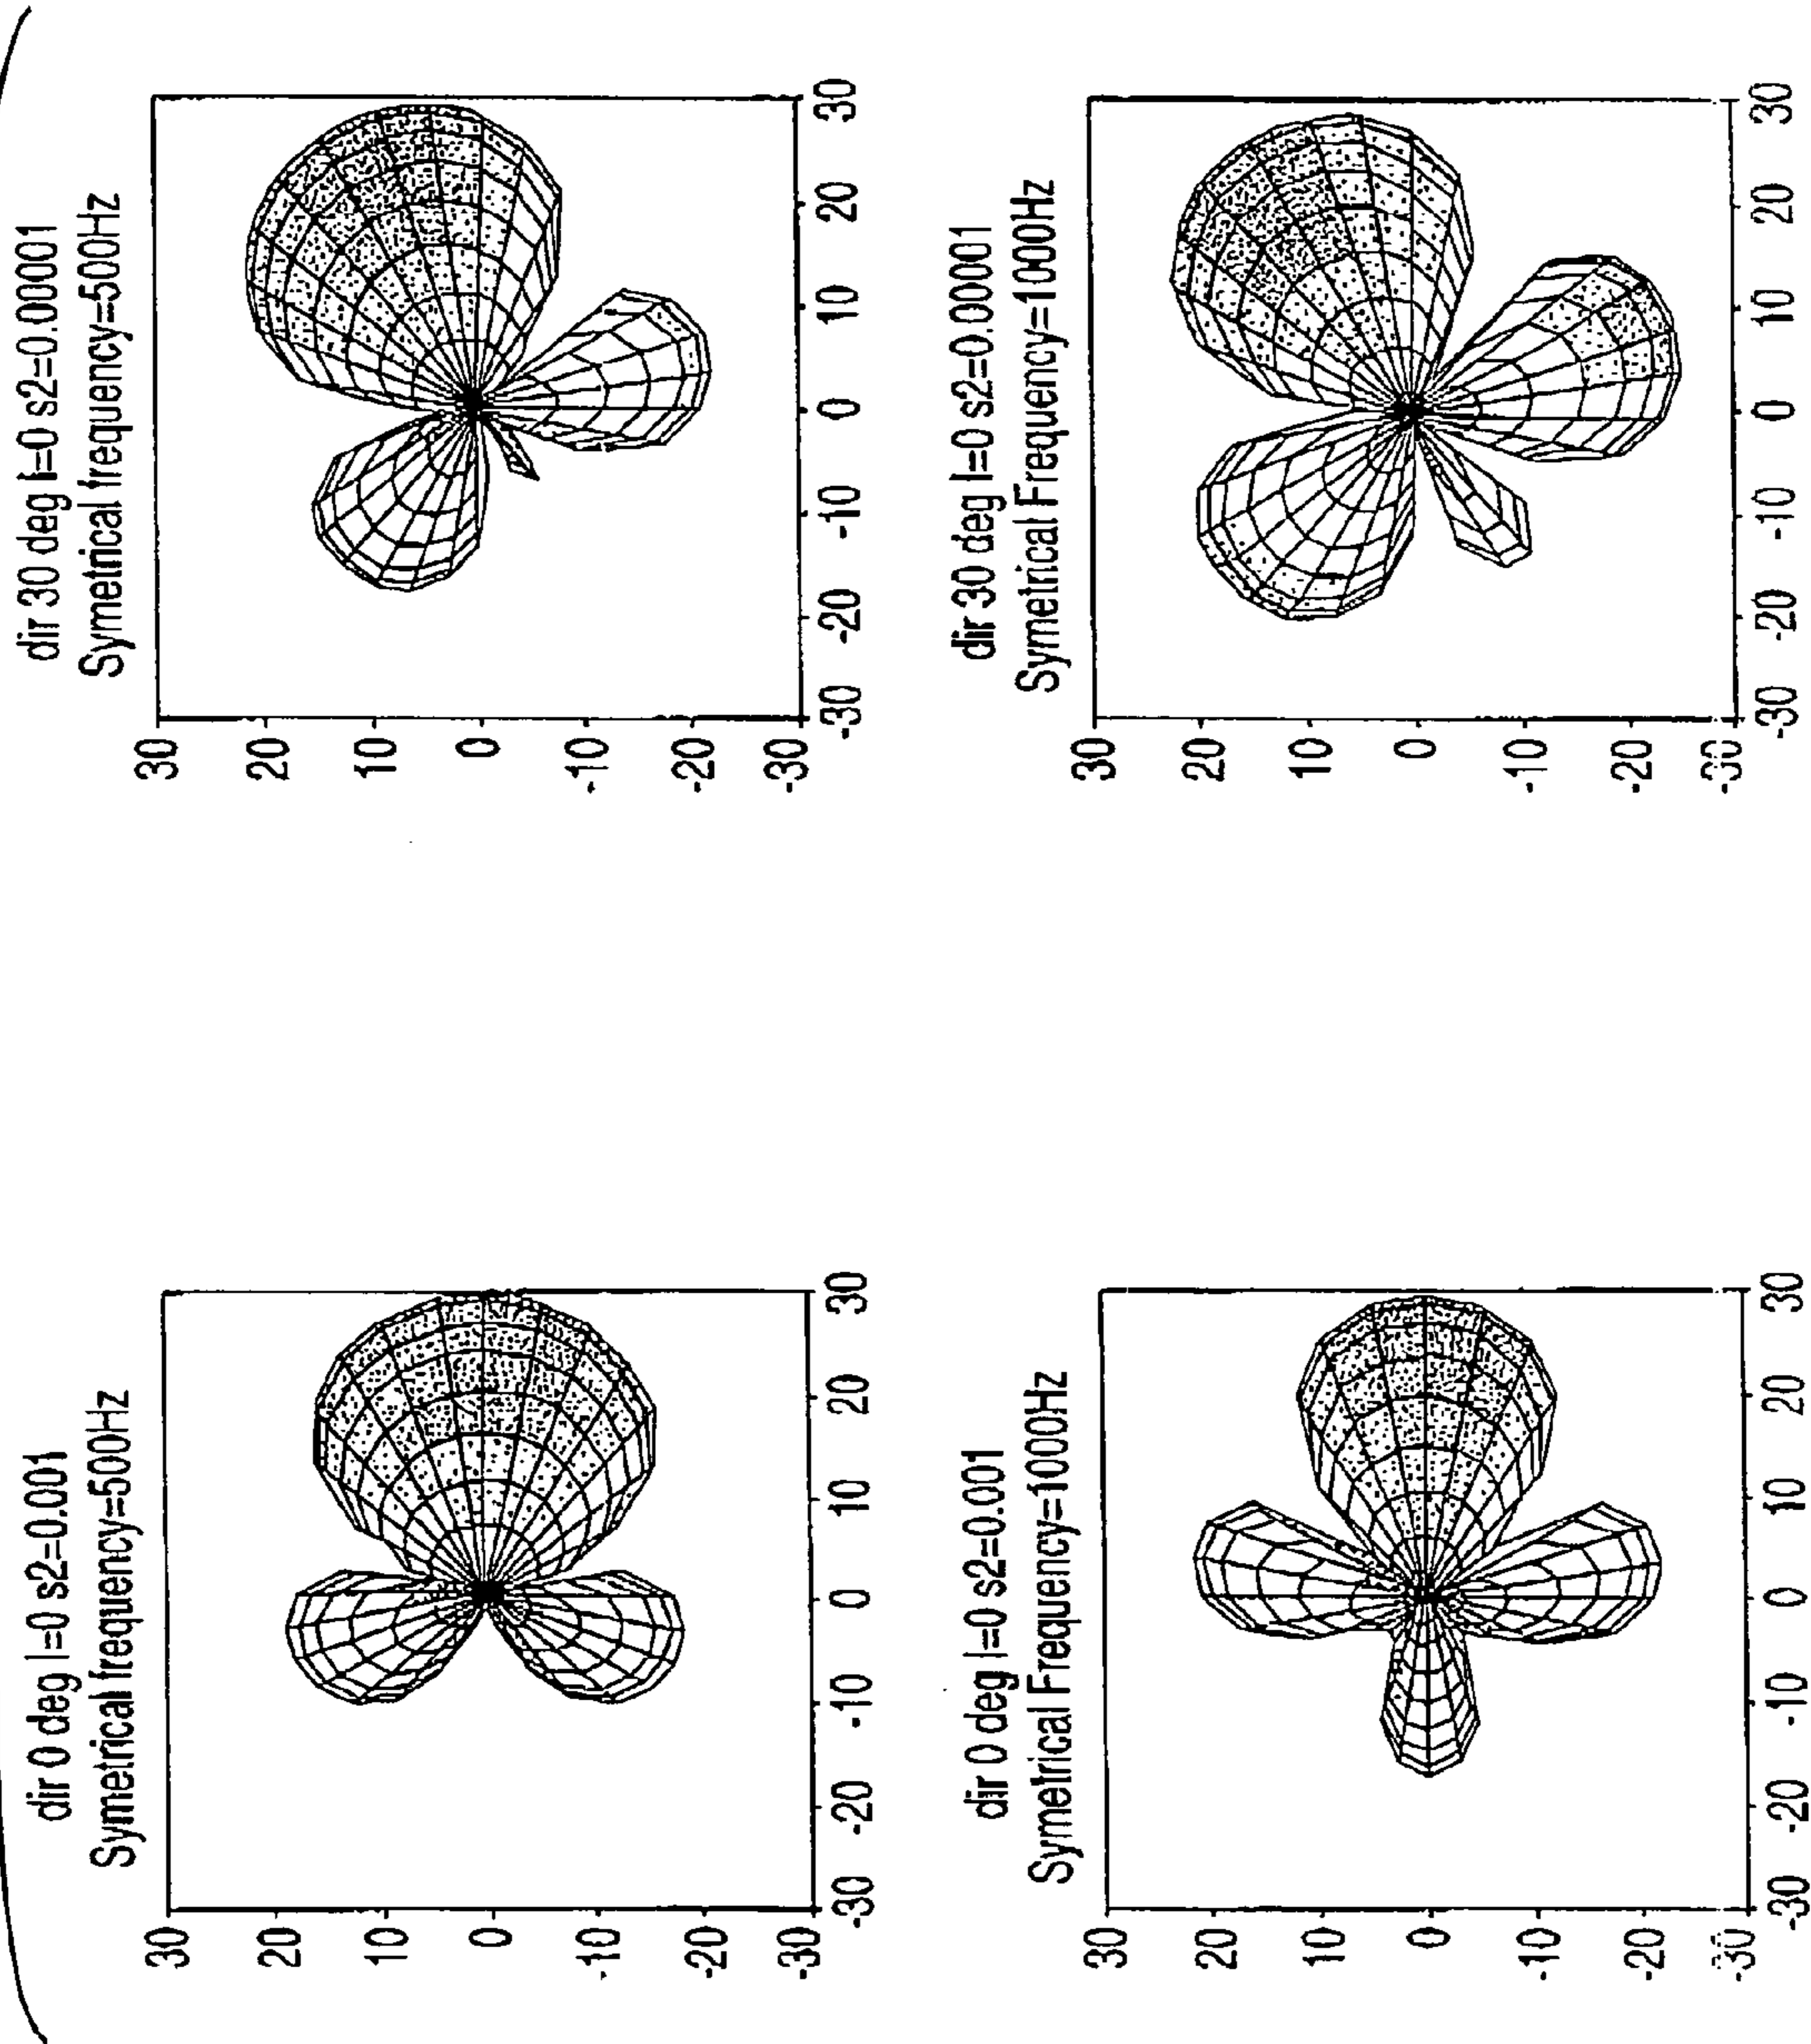 dir 0 deg l=0 s2=0.001
Symetrical frequency=500Hz
30
20
10
0
-10
-20
-30
-30 -20 -10 0 10 20 30
dir 30 deg l=0 s2=0.00001
Symetrical frequency=500Hz
30
20
10
0
-10
-20
-30
-30 -20 -10 0 10 20 30
dir 0 deg l=0 s2=0.001
Symetrical Frequency=1000Hz
30
20
10
0
-10
-20
-30
-30 -20 -10 0 10 20 30
dir 30 deg l=0 s2=0.00001
Symetrical Frequency=1000Hz
30
20
10
0
-10
-20
-30
-30 -20 -10 0 10 20 30